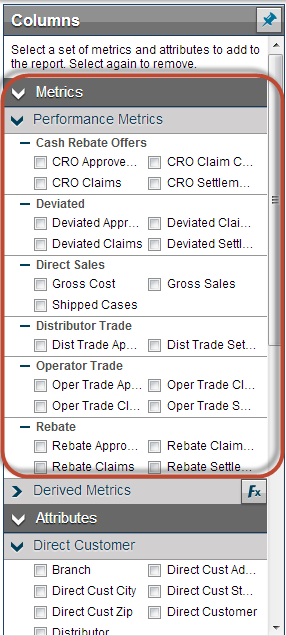 Columns
Select a set of metrics and attributes to add to
the report. Select again to remove.
Metrics
Performance Metrics
Cash Rebate Offers
CRO Approve... CRO Claim C...
CRO Claims CRO Settlem...
Deviated
Deviated Appr... Deviated Clai...
Deviated Claims Deviated Settl...
Direct Sales
Gross Cost Gross Sales
Shipped Cases
Distributor Trade
Dist Trade Ap... Dist Trade Set...
Operator Trade
Oper Trade Ap... Oper Trade Cl...
Oper Trade Cl... Oper Trade S...
Rebate
Rebate Appro... Rebate Claim...
Rebate Claims Rebate Settle...
Derived Metrics Fx
Attributes
Direct Customer
Branch Direct Cust Ad...
Direct Cust City Direct Cust St...
Direct Cust Zip Direct Customer
Distributor